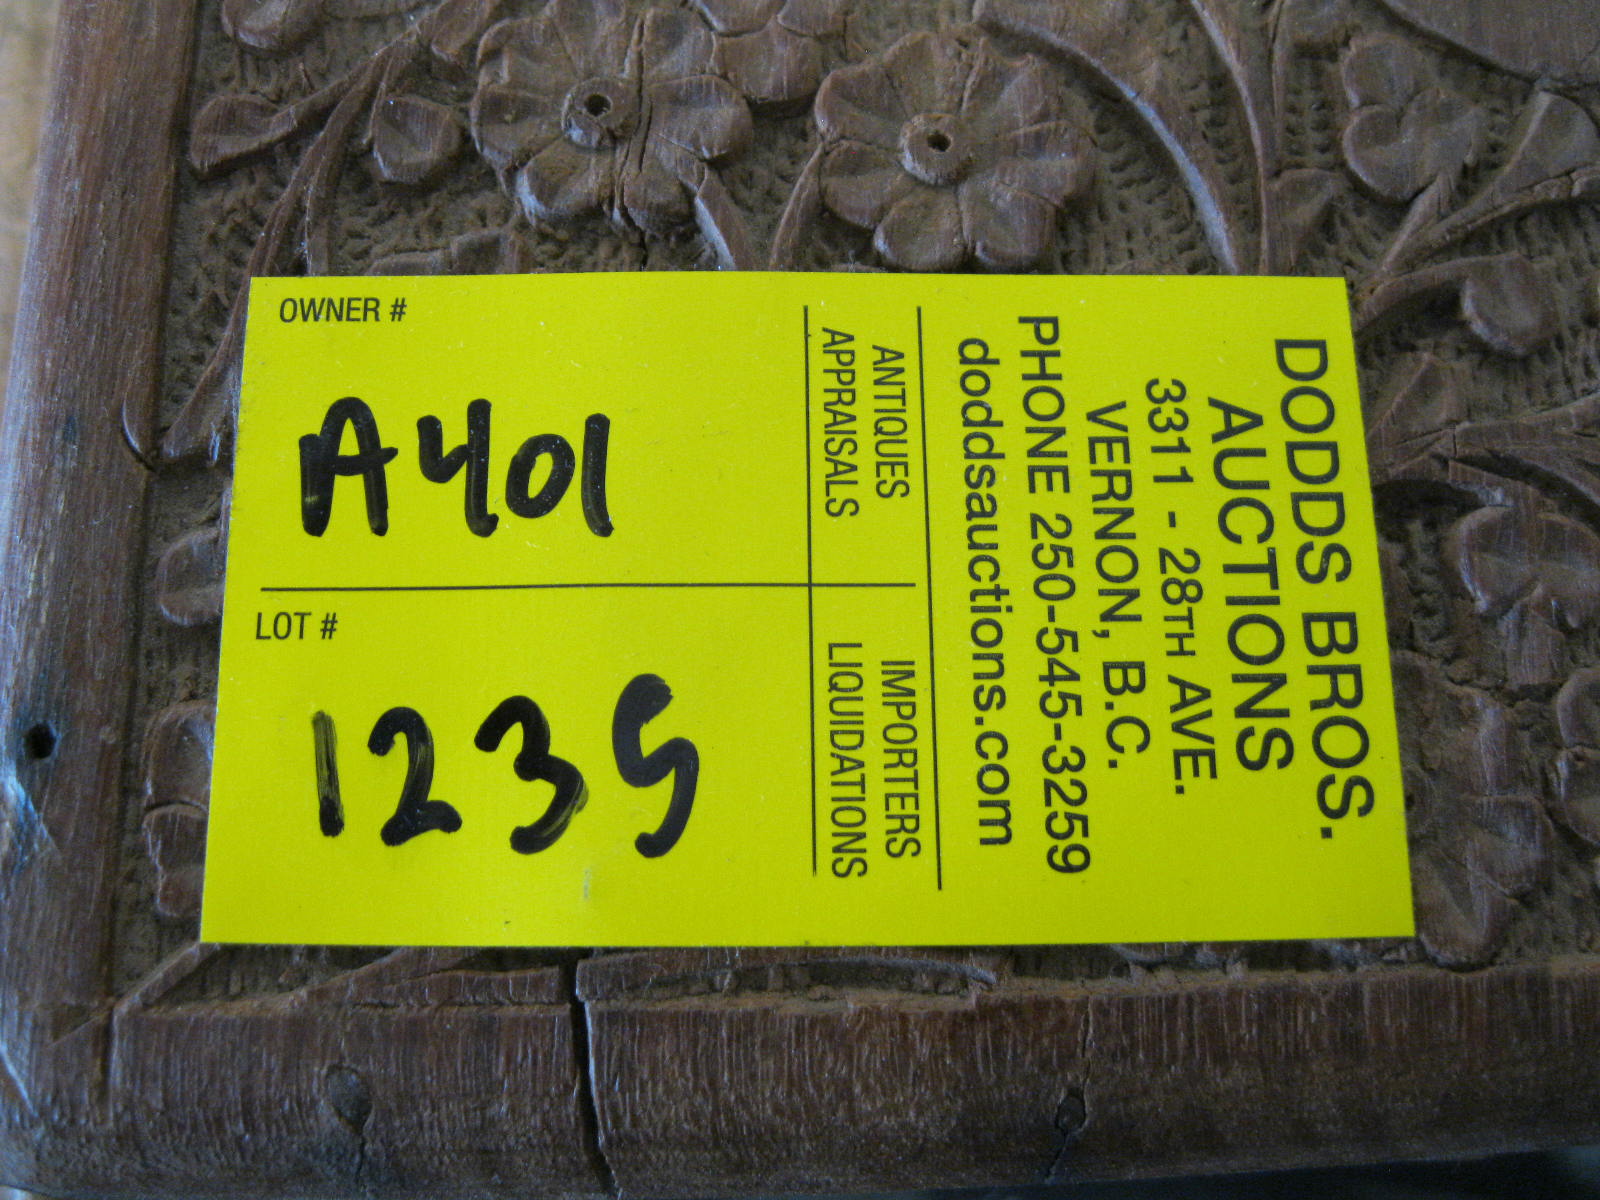 OWNER #
A401
LOT #
1235
DODDS BROS.
AUCTIONS
3311 - 28TH AVE.
VERNON, B.C.
PHONE 250-545-3259
doddsauctions.com
ANTIQUES
APPRAISALS
IMPORTERS
LIQUIDATIONS